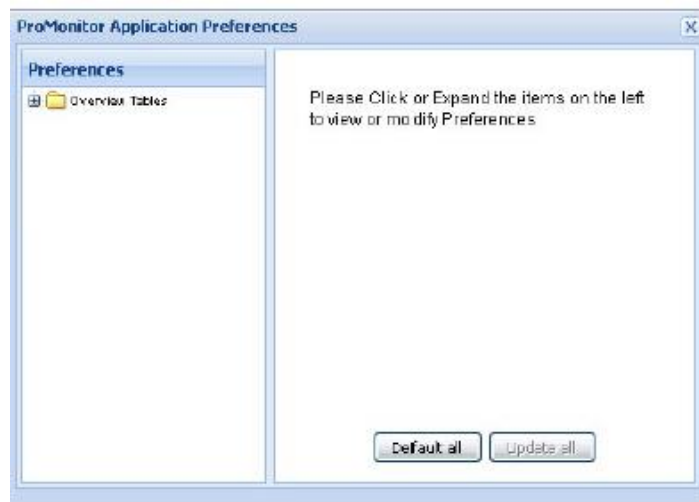 ProMonitor Application Preferences
Preferences
Overview Tables
Please Click or Expand the items on the left
to view or modify Preferences
Default all
Update all